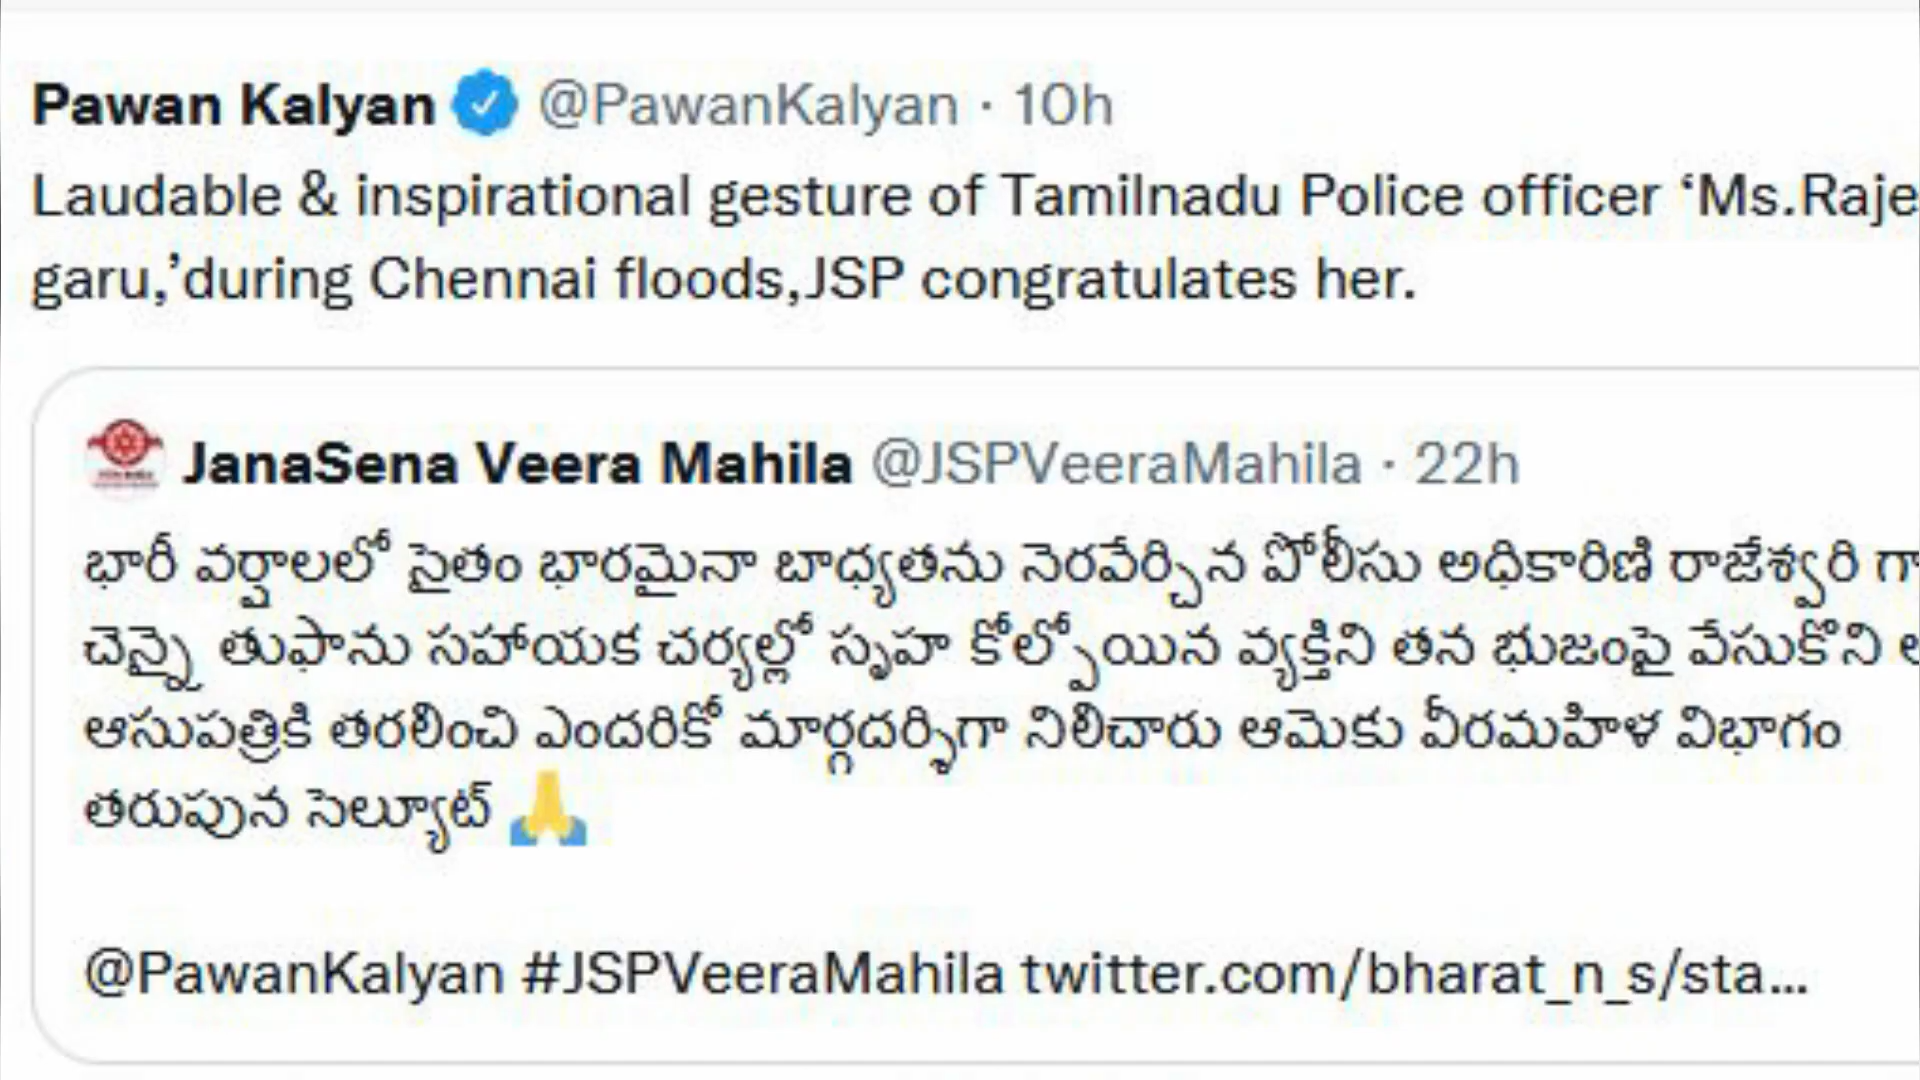 Pawan Kalyan @PawanKalyan · 10h
Laudable & inspirational gesture of Tamilnadu Police officer ‘Ms.Raje
garu,’during Chennai floods,JSP congratulates her.
JanaSena Veera Mahila @JSPVeeraMahila · 22h
భారీ వర్షాలలో సైతం భారమైనా బాధ్యతను నెరవేర్చిన పోలీసు అధికారిణి రాజేశ్వరి గా
చెన్నై తుఫాను సహాయక చర్యల్లో సృహ కోల్పోయిన వ్యక్తిని తన భుజంపై వేసుకొని
ఆసుపత్రికి తరలించి ఎందరికో మార్గదర్శిగా నిలిచారు ఆమెకు వీరమహిళ విభాగం
తరుపున సెల్యూట్ 🙏
@PawanKalyan #JSPVeeraMahila twitter.com/bharat_n_s/sta...